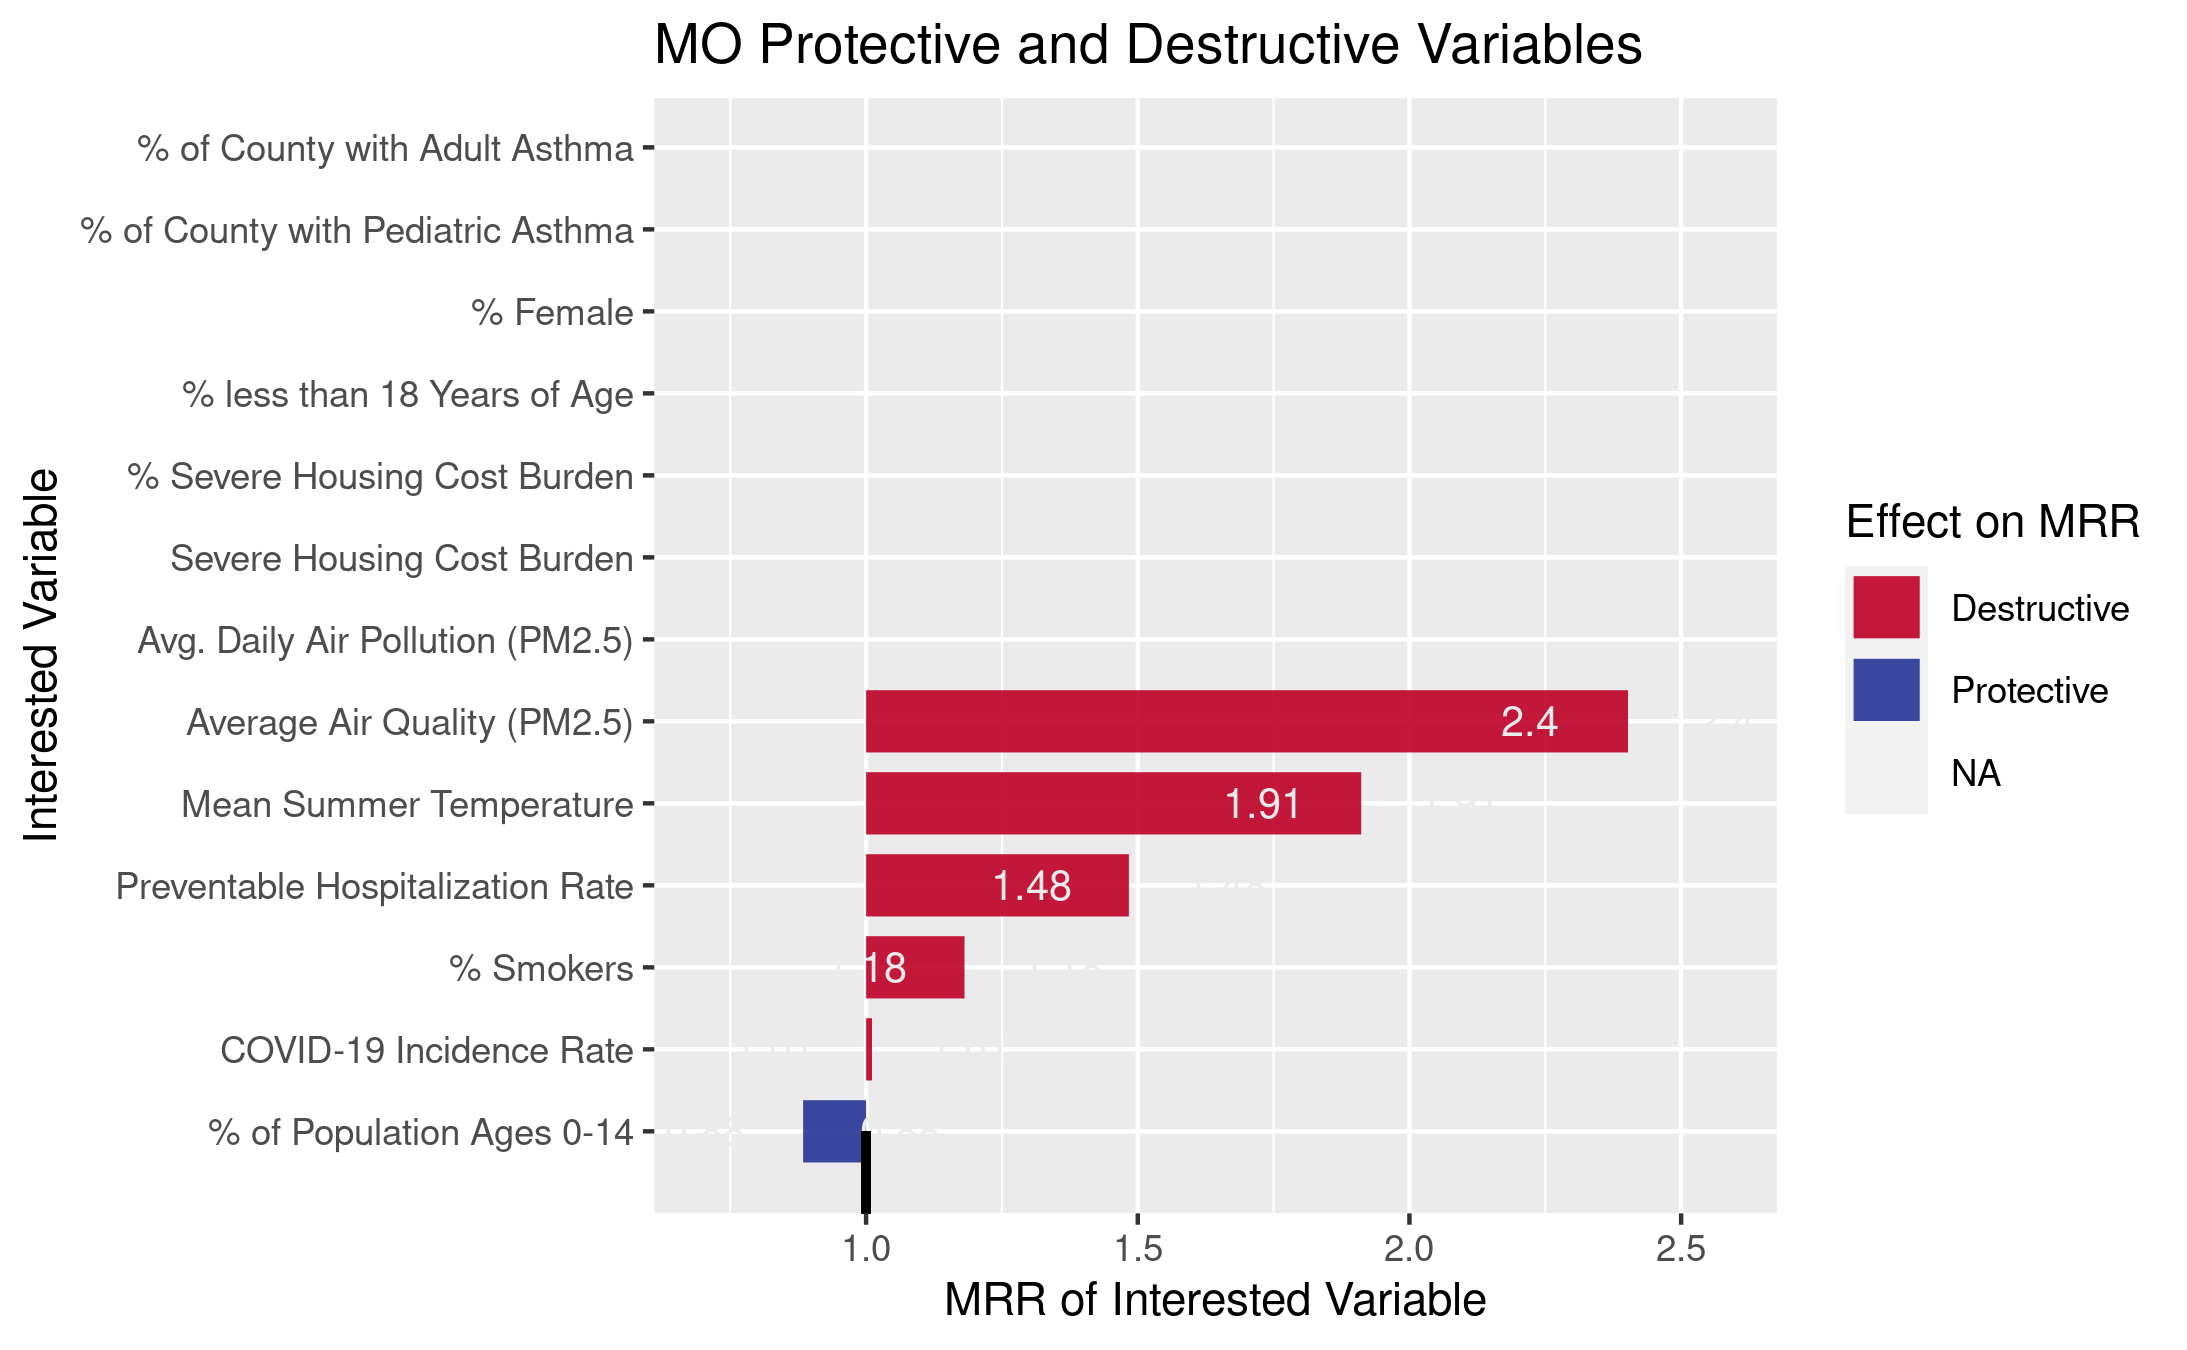 MO Protective and Destructive Variables
Interested Variable
% of County with Adult Asthma
% of County with Pediatric Asthma
% Female
% less than 18 Years of Age
% Severe Housing Cost Burden
Severe Housing Cost Burden
Avg. Daily Air Pollution (PM2.5)
Average Air Quality (PM2.5) 2.4
Mean Summer Temperature 1.91
Preventable Hospitalization Rate 1.48
% Smokers 18
COVID-19 Incidence Rate
% of Population Ages 0-14
1.0 1.5 2.0 2.5
MRR of Interested Variable
Effect on MRR
Destructive
Protective
NA